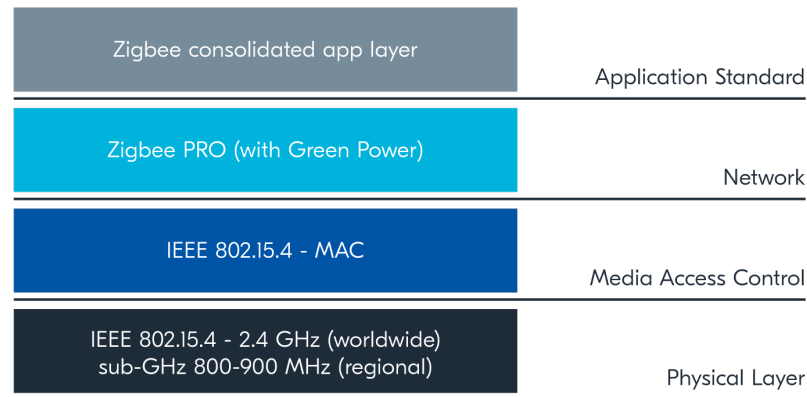 Zigbee consolidated app layer
Application Standard
Zigbee PRO (with Green Power)
Network
IEEE 802.15.4 - MAC
Media Access Control
IEEE 802.15.4 - 2.4 GHz (worldwide)
sub-GHz 800-900 MHz (regional)
Physical Layer